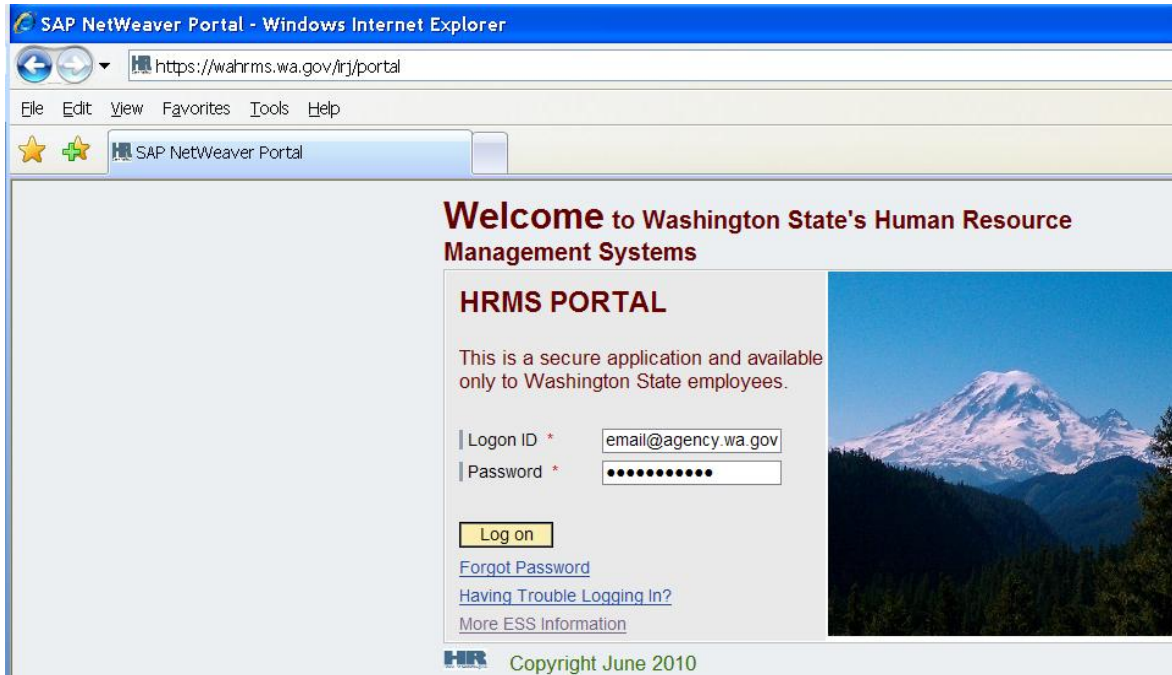 SAP NetWeaver Portal - Windows Internet Explorer
https://wahrms.wa.gov/irj/portal
File Edit View Favorites Tools Help
HR SAP NetWeaver Portal
Welcome to Washington State's Human Resource
Management Systems
HRMS PORTAL
This is a secure application and available
only to Washington State employees.
Logon ID * email@agency.wa.gov
Password * •••••••••••
Log on
Forgot Password
Having Trouble Logging In?
More ESS Information
HR Copyright June 2010